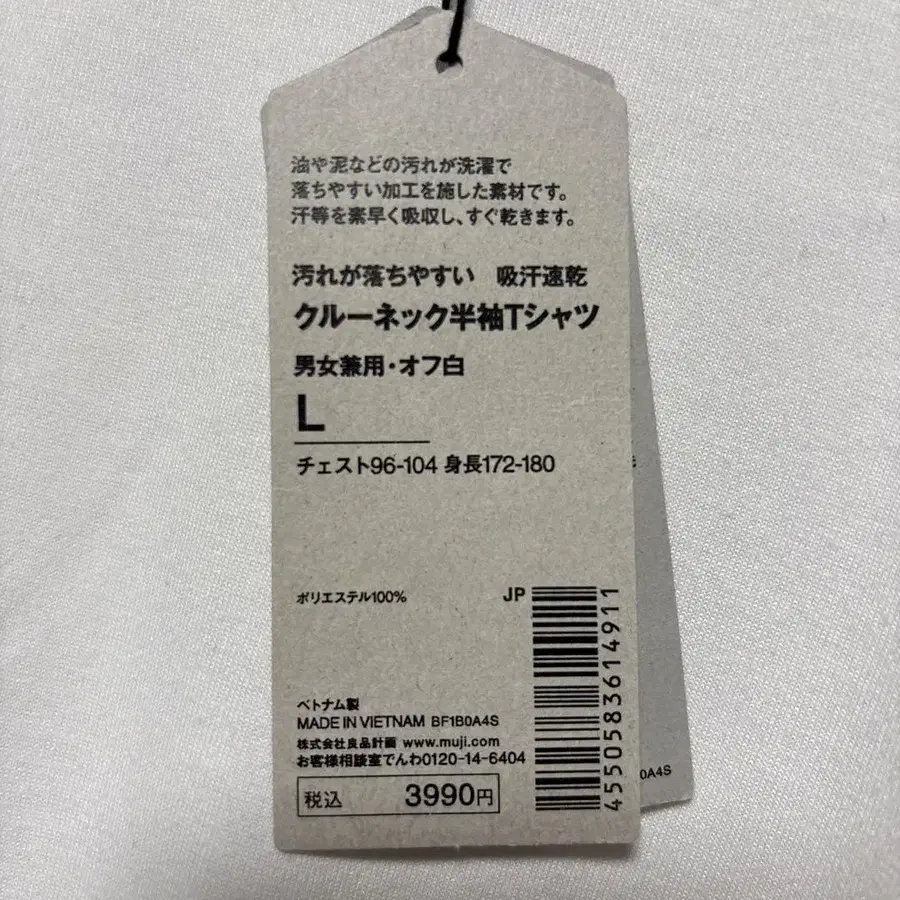 油や泥などの汚れが洗濯で
落ちやすい加工を施した素材です。
汗等を素早く吸収し、すぐ乾きます。
汚れが落ちやすい 吸汗速乾
クルーネック半袖Tシャツ
男女兼用・オフ白
L
チェスト96-104 身長172-180
ポリエステル100%
JP
4550583614911
ベトナム製
MADE IN VIETNAM BF1B0A4S
株式会社良品計画 www.muji.com
お客様相談室でんわ0120-14-6404
税込 3990円
0A4S